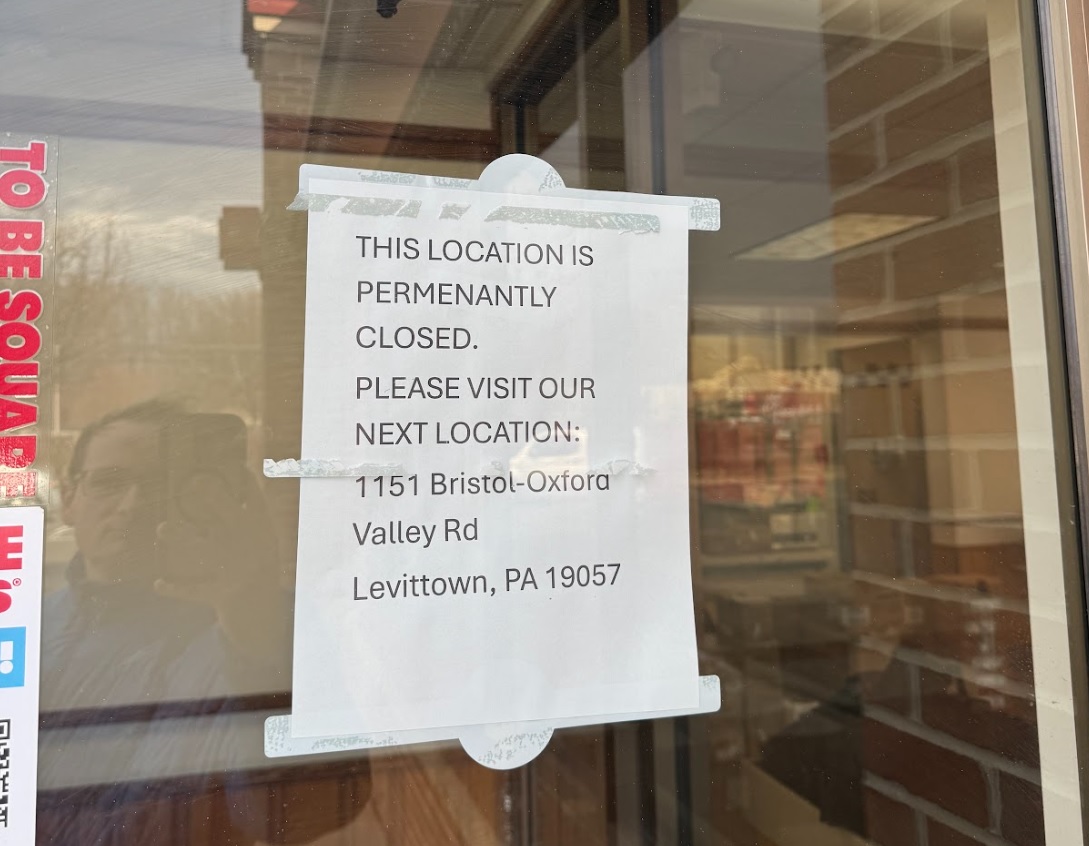 TO BE SQUARE
THIS LOCATION IS
PERMENANTLY
CLOSED.
PLEASE VISIT OUR
NEXT LOCATION:
1151 Bristol-Oxford
Valley Rd
Levittown, PA 19057